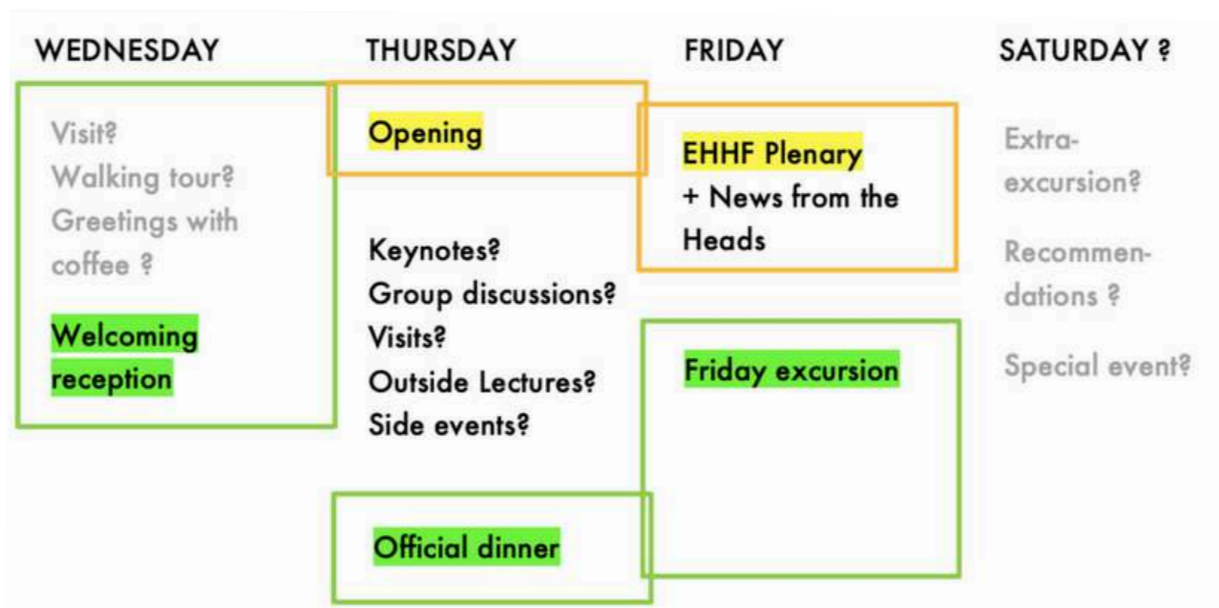 WEDNESDAY
Visit?
Walking tour?
Greetings with
coffee ?
Welcoming
reception
THURSDAY
Opening
Keynotes?
Group discussions?
Visits?
Outside Lectures?
Side events?
Official dinner
FRIDAY
EHHF Plenary
+ News from the
Heads
Friday excursion
SATURDAY ?
Extra-
excursion?
Recommen-
dations ?
Special event?